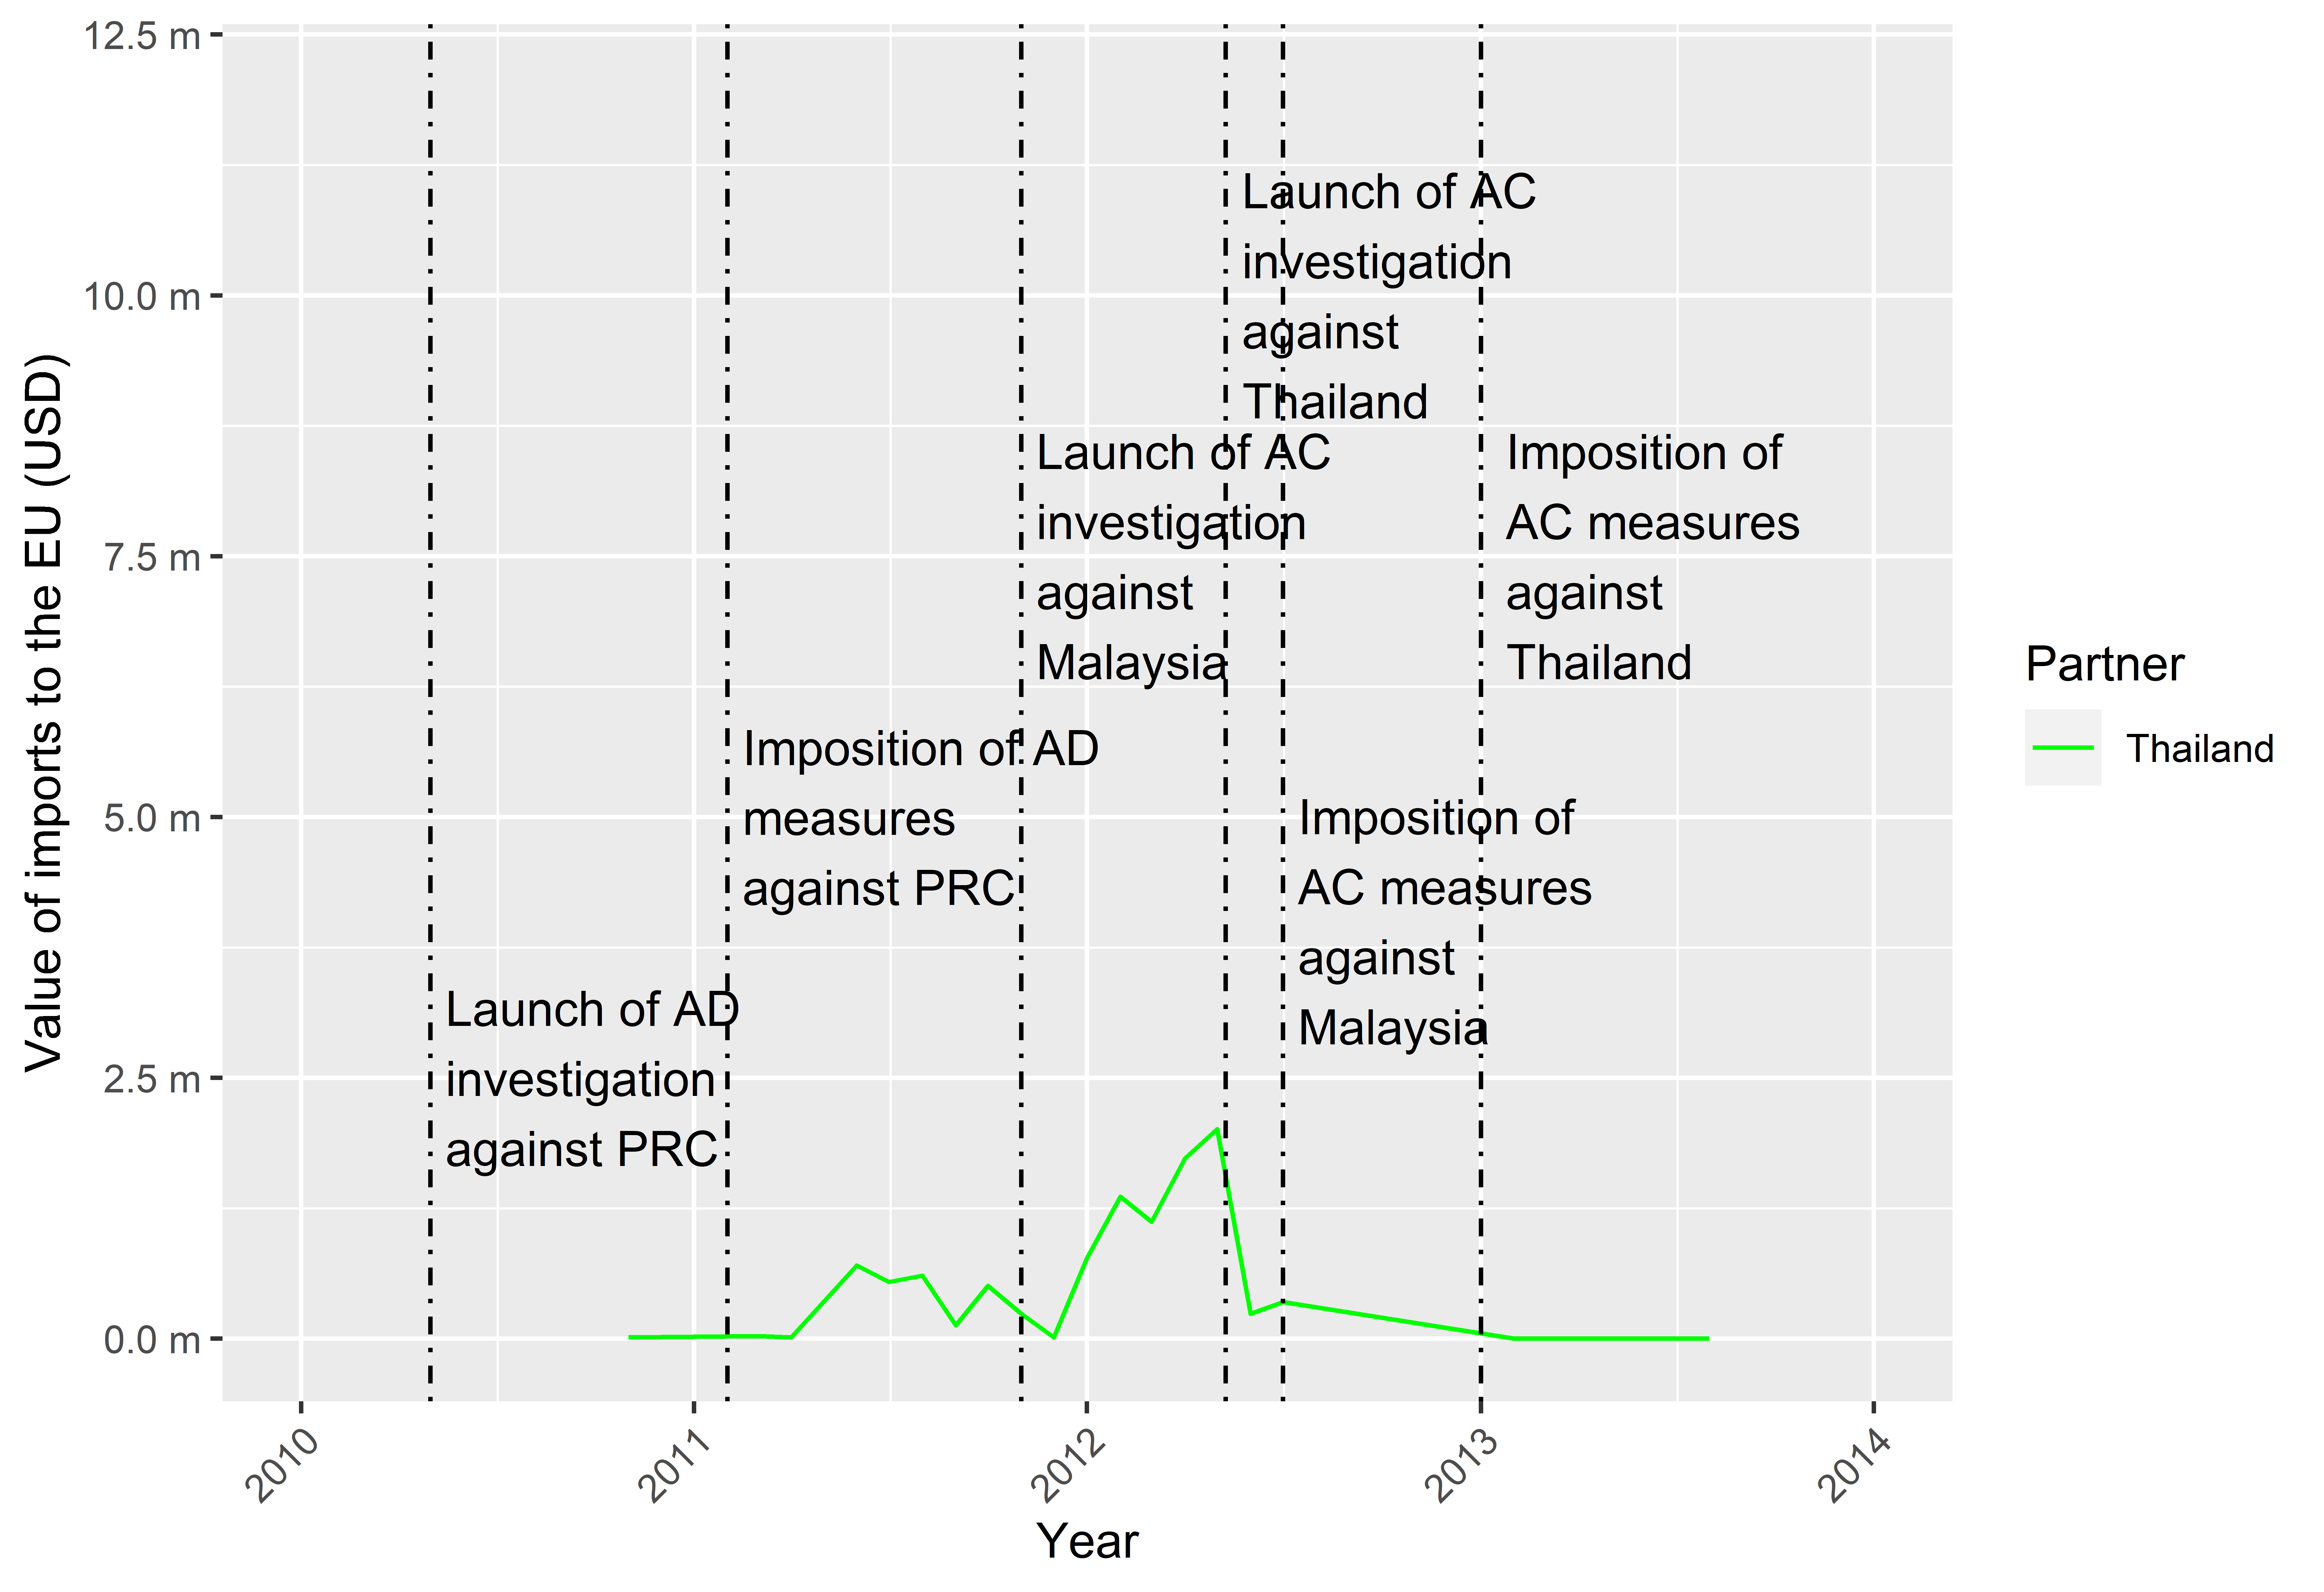 12.5 m
10.0 m
7.5 m
5.0 m
2.5 m
0.0 m
Value of imports to the EU (USD)
Launch of AD
investigation
against PRC
Imposition of AD
measures
against PRC
Launch of AC
investigation
against
Malaysia
Launch of AC
investigation
against
Thailand
Imposition of
AC measures
against
Malaysia
Imposition of
AC measures
against
Thailand
2010
2011
2012
2013
2014
Year
Partner
Thailand